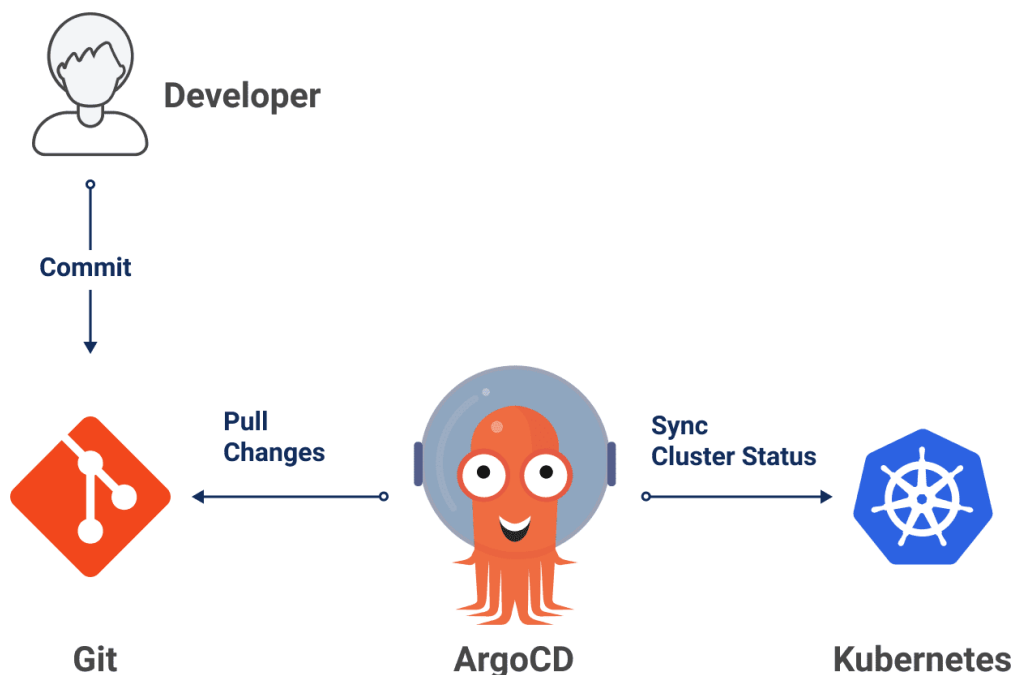 Developer
Commit
Pull
Changes
Sync
Cluster Status
Git
ArgoCD
Kubernetes